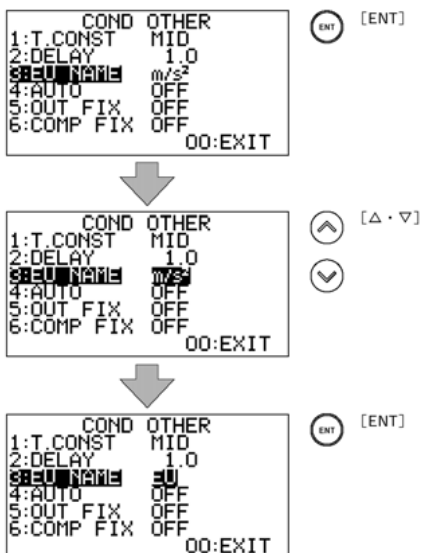 COND OTHER
1:T.CONST MID
2:DELAY 1.0
3:EU NAME m/s²
4:AUTO OFF
5:OUT FIX OFF
6:COMP FIX OFF
00:EXIT
ENT [ENT]
COND OTHER
1:T.CONST MID
2:DELAY 1.0
3:EU NAME m/s²
4:AUTO OFF
5:OUT FIX OFF
6:COMP FIX OFF
00:EXIT
[△・▽]
COND OTHER
1:T.CONST MID
2:DELAY 1.0
3:EU NAME EU
4:AUTO OFF
5:OUT FIX OFF
6:COMP FIX OFF
00:EXIT
ENT [ENT]